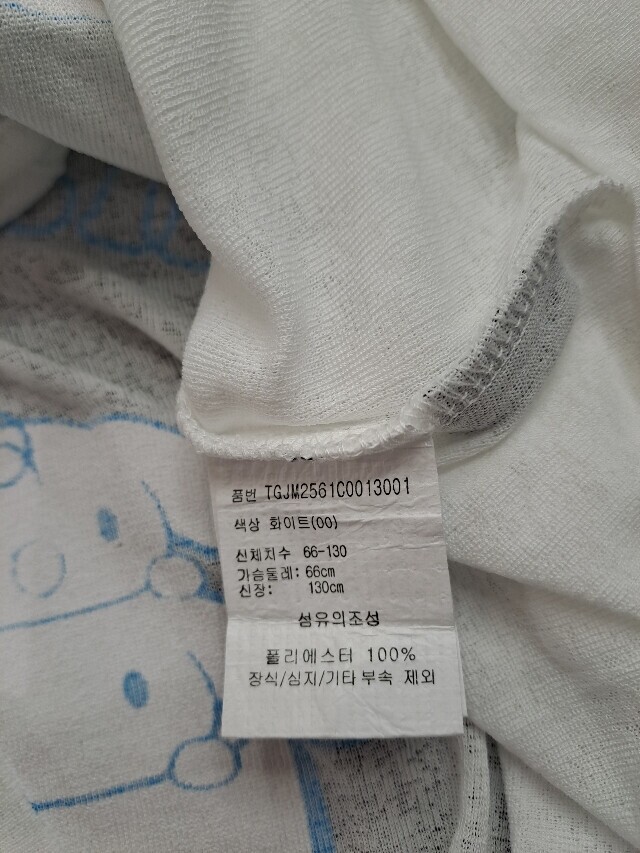 품번 TGJM2561C0013001
색상 화이트(00)
신체치수 66-130
가슴둘레: 66cm
신장: 130cm
섬유의조성
폴리에스터 100%
장식/심지/기타 부속 제외